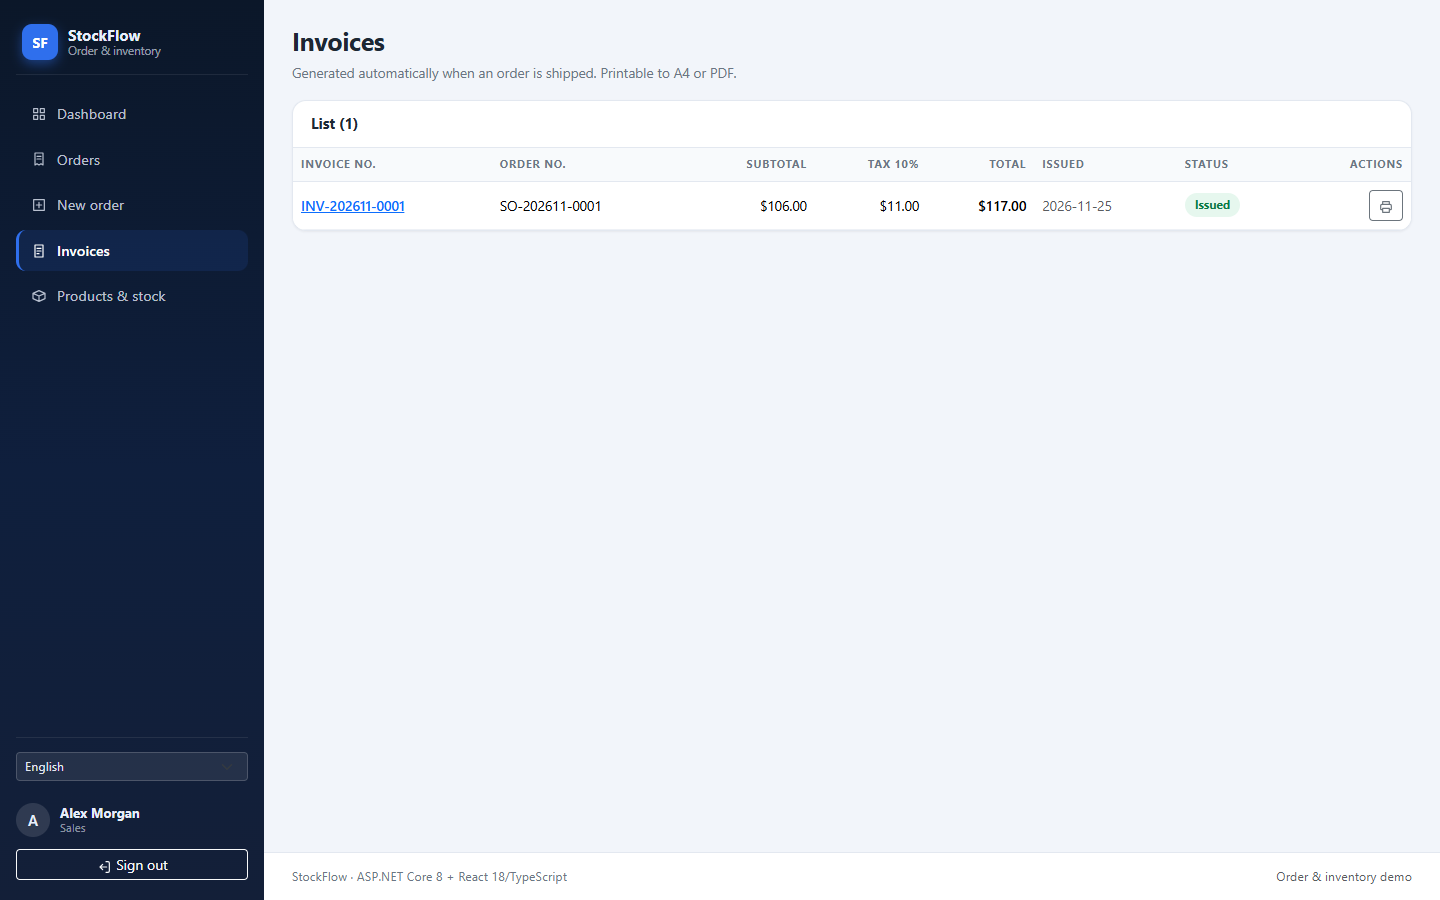 SF
StockFlow
Order & inventory
Dashboard
Orders
New order
Invoices
Products & stock
English
A
Alex Morgan
Sales
Sign out
Invoices
Generated automatically when an order is shipped. Printable to A4 or PDF.
List (1)
INVOICE NO. ORDER NO. SUBTOTAL TAX 10% TOTAL ISSUED STATUS ACTIONS
INV-202611-0001 SO-202611-0001 $106.00 $11.00 $117.00 2026-11-25 Issued
StockFlow · ASP.NET Core 8 + React 18/TypeScript
Order & inventory demo